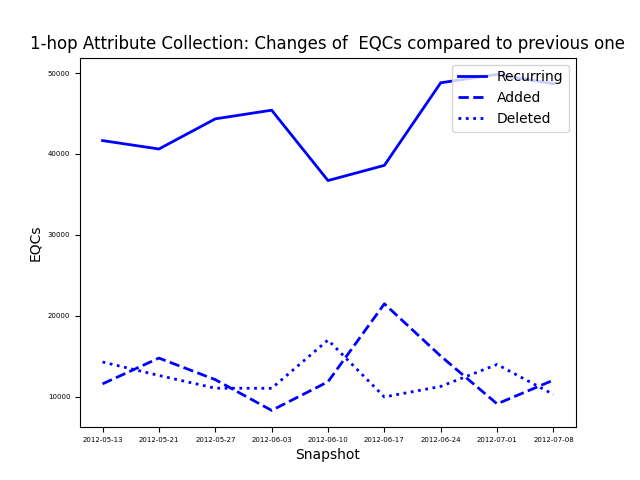 1-hop Attribute Collection: Changes of  EQCs compared to previous one
Recurring
Added
Deleted
50000
40000
30000
20000
10000
EQCs
2012-05-13 2012-05-21 2012-05-27 2012-06-03 2012-06-10 2012-06-17 2012-06-24 2012-07-01 2012-07-08
Snapshot